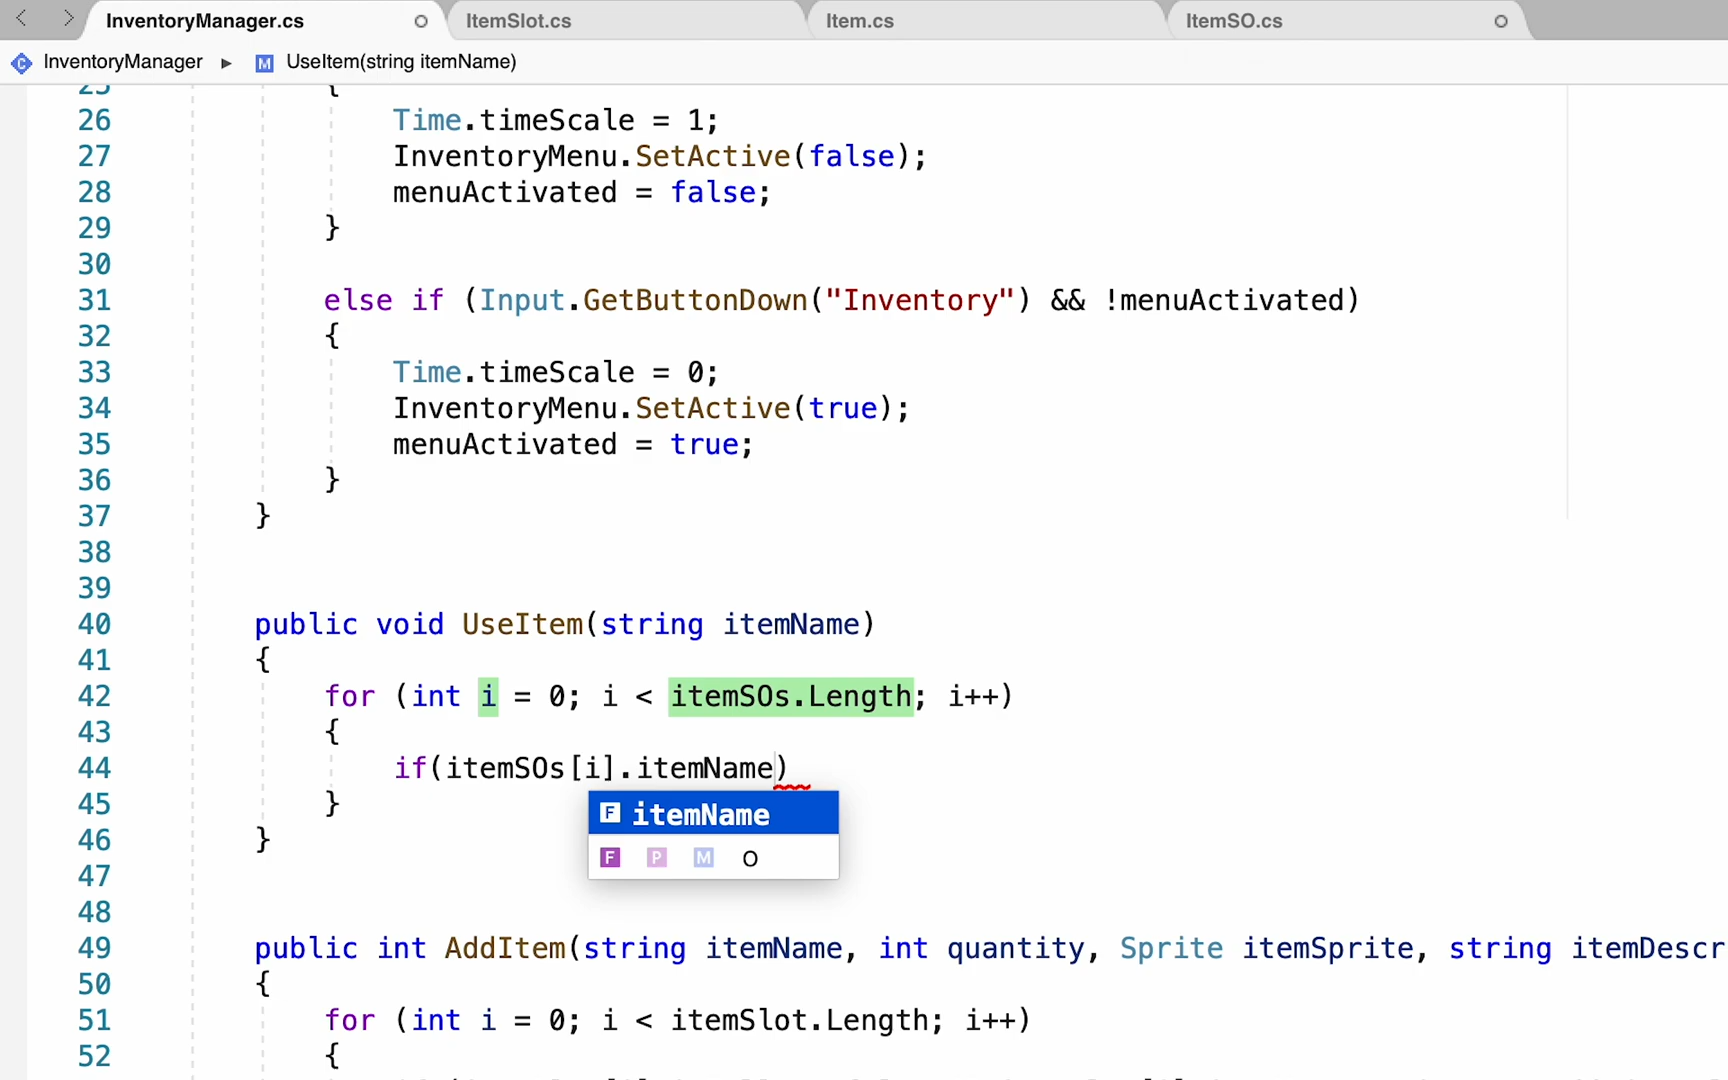 InventoryManager.cs
ItemSlot.cs
Item.cs
ItemSO.cs
InventoryManager ▸ M UseItem(string itemName)
25 {
26 Time.timeScale = 1;
27 InventoryMenu.SetActive(false);
28 menuActivated = false;
29 }
30
31 else if (Input.GetButtonDown("Inventory") && !menuActivated)
32 {
33 Time.timeScale = 0;
34 InventoryMenu.SetActive(true);
35 menuActivated = true;
36 }
37 }
38
39
40 public void UseItem(string itemName)
41 {
42 for (int i = 0; i < itemSOs.Length; i++)
43 {
44 if(itemSOs[i].itemName)
45 }
F itemName
46 }
F P M O
47
48
49 public int AddItem(string itemName, int quantity, Sprite itemSprite, string itemDescr
50 {
51 for (int i = 0; i < itemSlot.Length; i++)
52 {